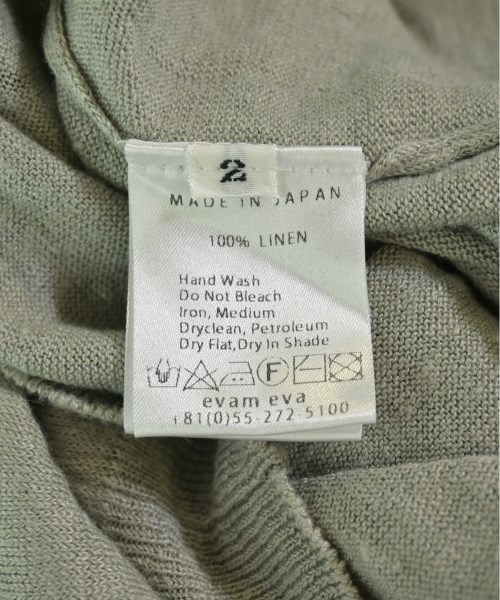 2
MADE IN JAPAN
100% LINEN
Hand Wash
Do Not Bleach
Iron, Medium
Dryclean, Petroleum
Dry Flat,Dry In Shade
F
evam eva
+81(0)55-272-5100